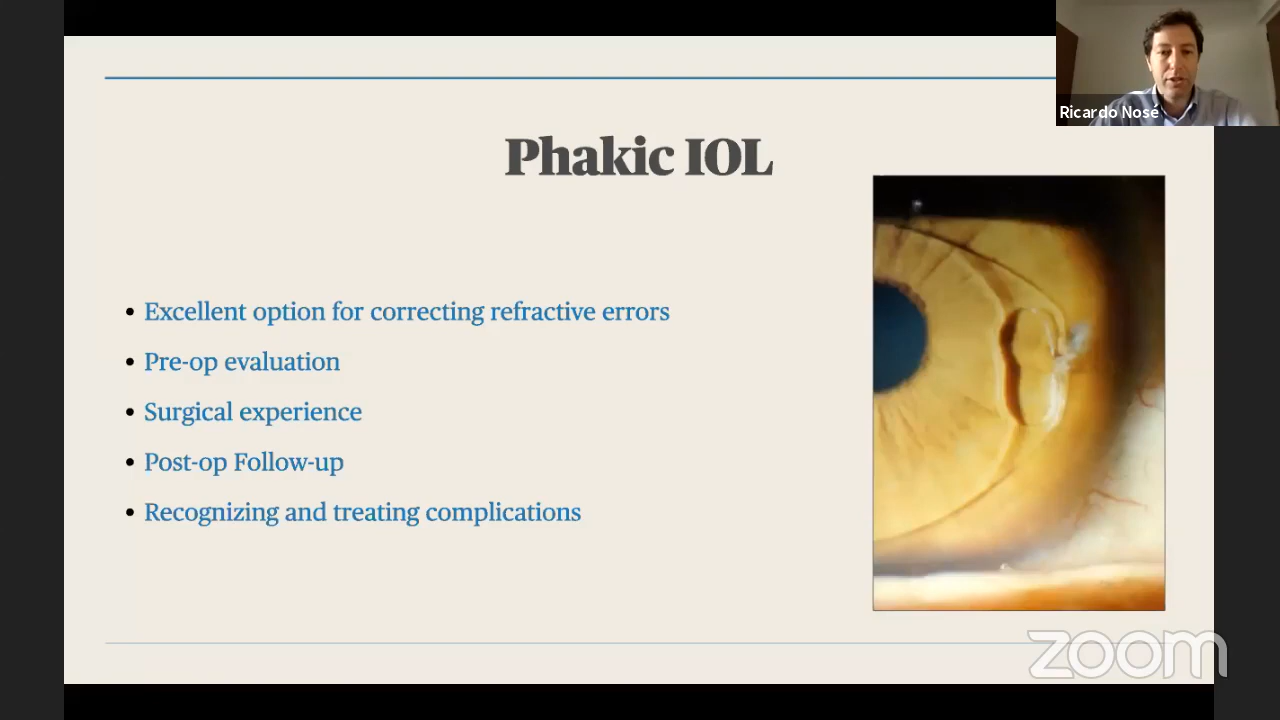 Ricardo Nosé
Phakic IOL
• Excellent option for correcting refractive errors
• Pre-op evaluation
• Surgical experience
• Post-op Follow-up
• Recognizing and treating complications
zoom